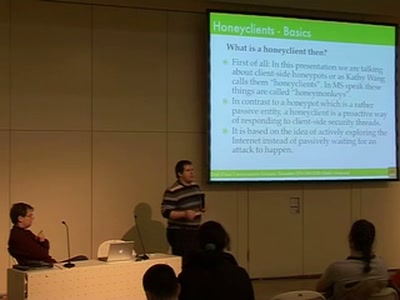 Honeyclients - Basics
What is a honeyclient then?
First of all: In this presentation we are talking
about client-side honeypots or as Kathy Wang
calls them "honeyclients". In MS-speak these
things are called "honeymonkeys".
In contrast to a honeypot which is a rather
passive entity, a honeyclient is a proactive way
of responding to client-side security threads.
It is based on the idea of actively exploring the
Internet instead of passively waiting for an
attack to happen.